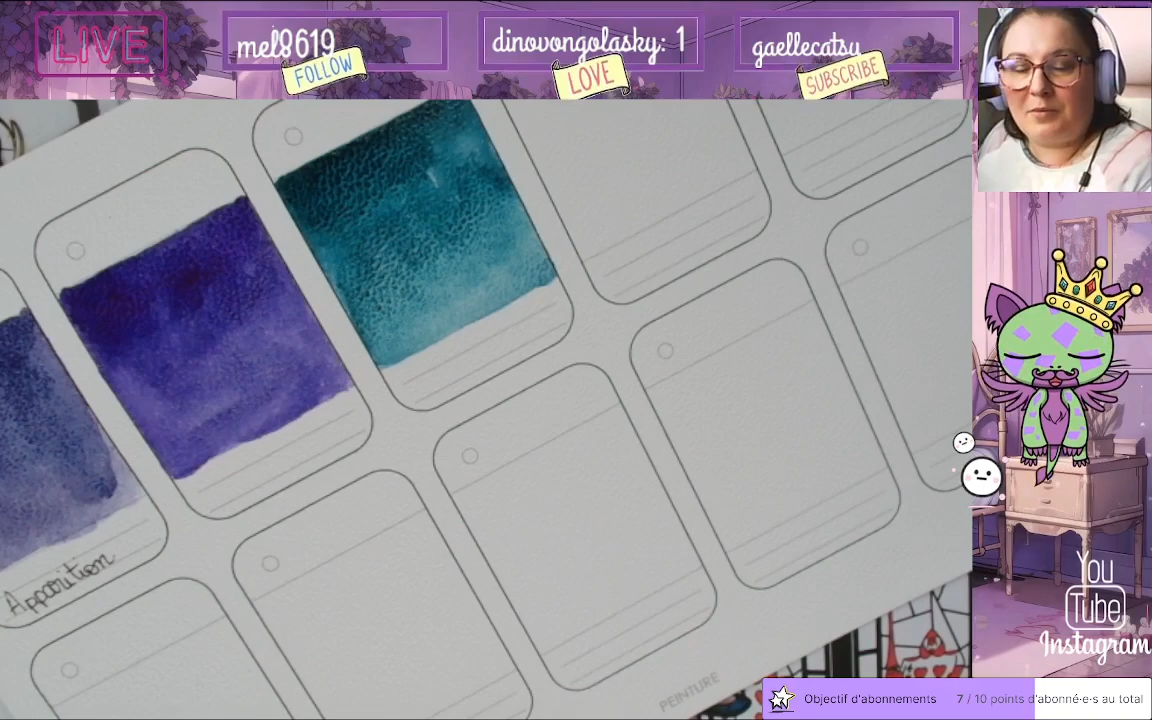 LIVE
mel8619
FOLLOW
dinovongolasky: 1
LOVE
gaellecatsy
SUBSCRIBE
Apparition
PEINTURE
You
Tube
Instagram
Objectif d'abonnements 7 / 10 points d'abonné·e·s au total